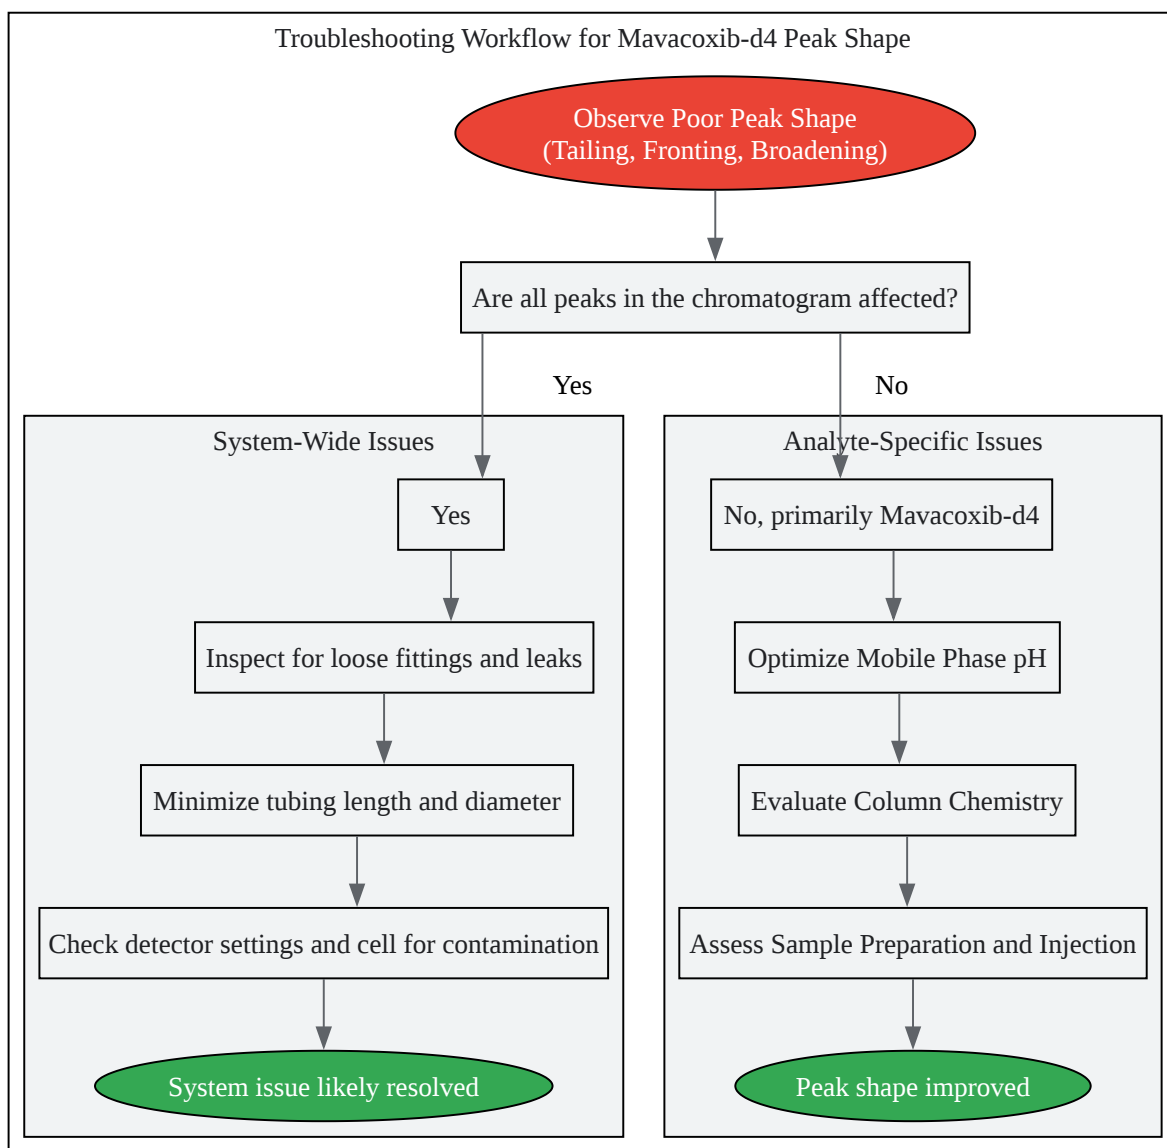 Troubleshooting Workflow for Mavacoxib-d4 Peak Shape
Observe Poor Peak Shape
(Tailing, Fronting, Broadening)
Are all peaks in the chromatogram affected?
Yes
No
System-Wide Issues
Yes
Inspect for loose fittings and leaks
Minimize tubing length and diameter
Check detector settings and cell for contamination
System issue likely resolved
Analyte-Specific Issues
No, primarily Mavacoxib-d4
Optimize Mobile Phase pH
Evaluate Column Chemistry
Assess Sample Preparation and Injection
Peak shape improved